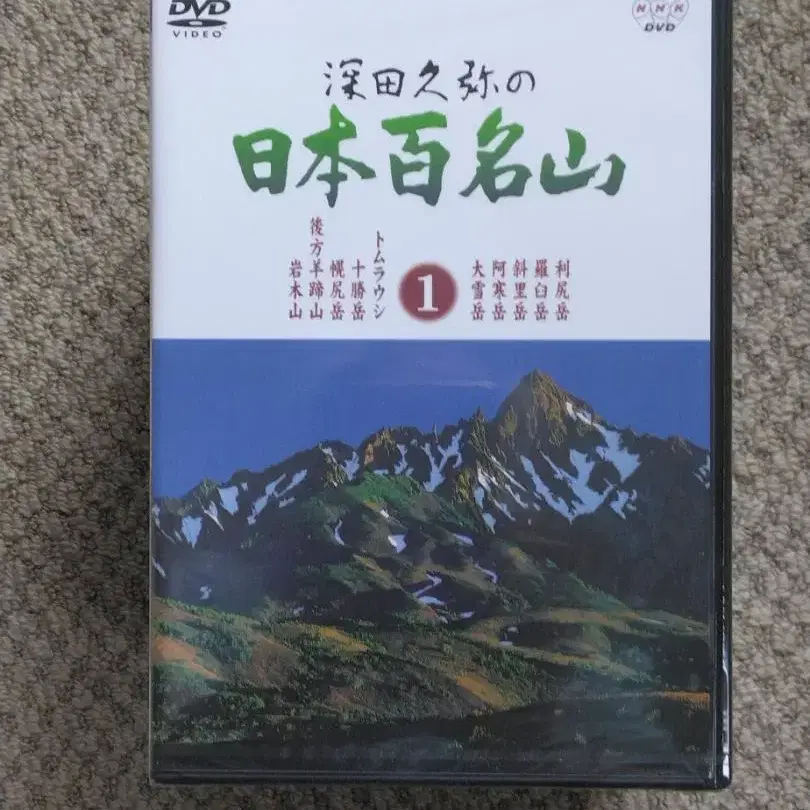 DVD
VIDEO
NHK
DVD
深田久弥の
日本百名山
利尻岳
羅臼岳
斜里岳
阿寒岳
大雪岳
1
トムラウシ
十勝岳
幌尻岳
後方羊蹄山
岩木山